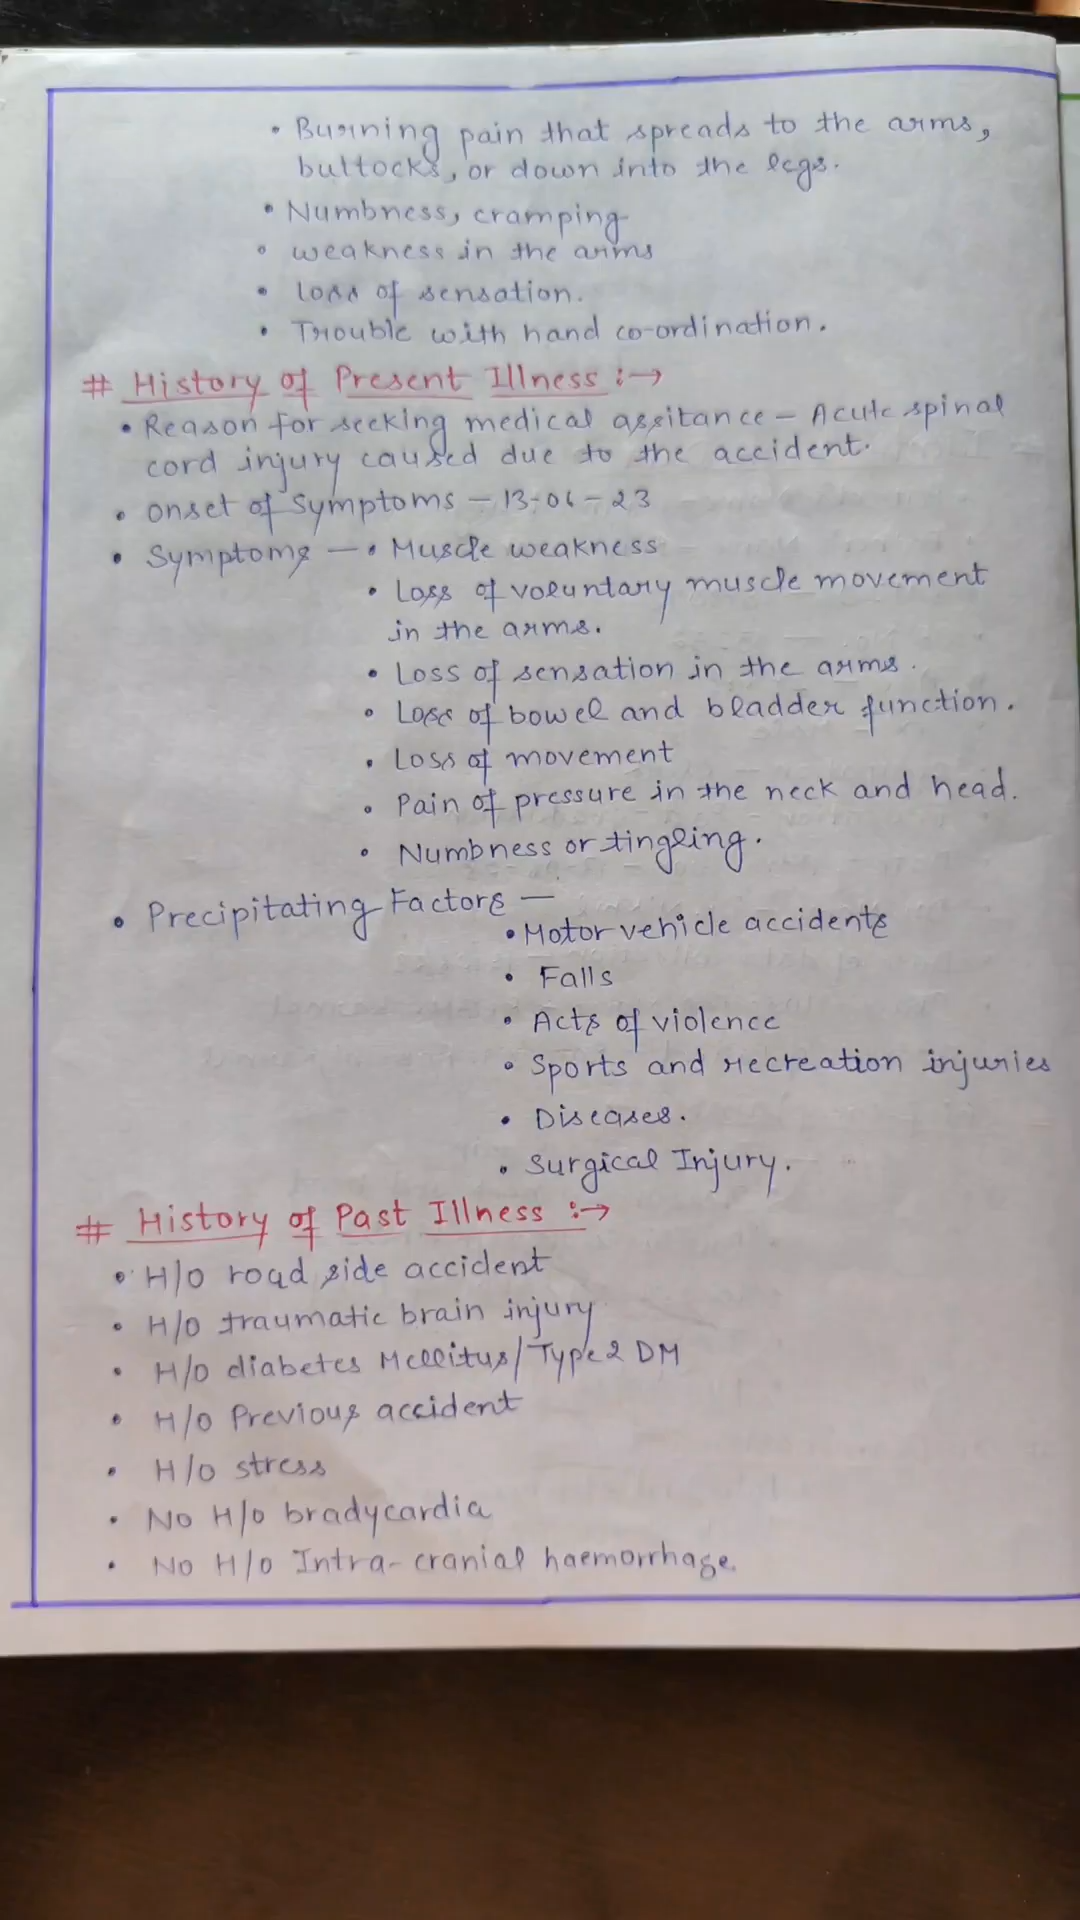 • Burning pain that spreads to the arms,
buttocks, or down into the legs.
• Numbness, cramping
• weakness in the arms
• Loss of sensation.
• Trouble with hand co-ordination.
# History of Present Illness :→
• Reason for seeking medical assitance - Acute spinal
cord injury caused due to the accident.
• onset of Symptoms - 13-06-23
• Symptoms - • Muscle weakness
• Loss of voluntary muscle movement
in the arms.
• Loss of sensation in the arms.
• Loss of bowel and bladder function.
• Loss of movement
• Pain of pressure in the neck and head.
• Numbness or tingling.
• Precipitating Factors -
• Motor vehicle accidents
• Falls
• Acts of violence
• Sports and recreation injuries
• Diseases.
• Surgical Injury.
# History of Past Illness :→
• H/O road side accident
• H/O traumatic brain injury
• H/O diabetes Mellitus/Type 2 DM
• H/O Previous accident
• H/O stress
• No H/O bradycardia
• No H/O Intra-cranial haemorrhage.